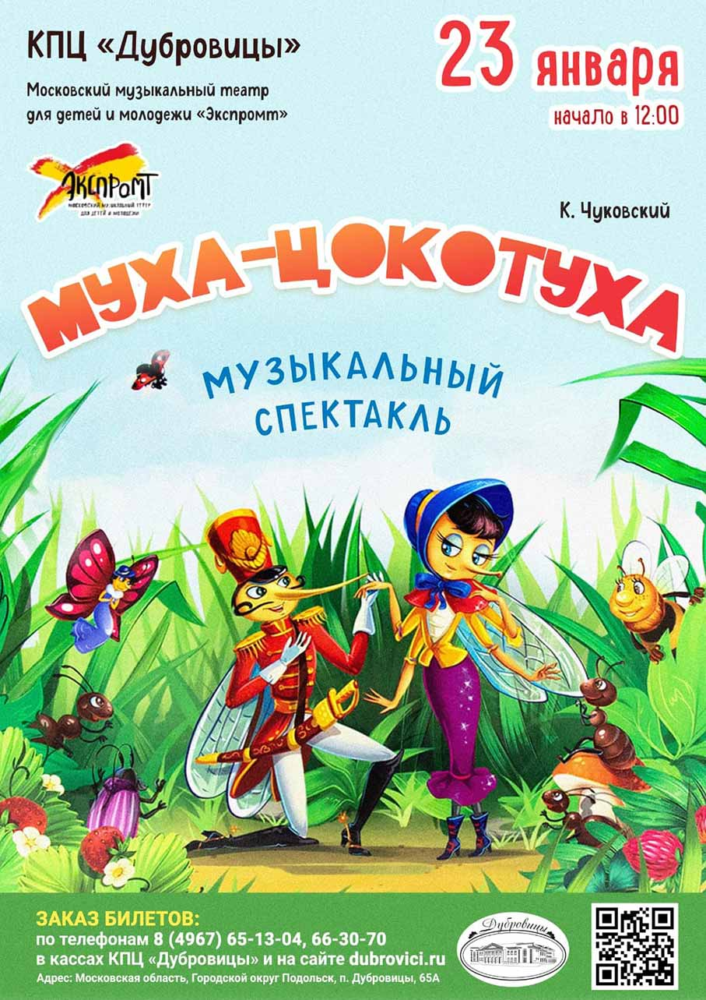 КПЦ «Дубровицы»
23 января
начало в 12:00
Московский музыкальный театр
для детей и молодежи «Экспромт»
ЭКСПРОМТ
МОСКОВСКИЙ МУЗЫКАЛЬНЫЙ ТЕАТР
ДЛЯ ДЕТЕЙ И МОЛОДЕЖИ
К. Чуковский
МУХА-ЦОКОТУХА
МУЗЫКАЛЬНЫЙ
СПЕКТАКЛЬ
ЗАКАЗ БИЛЕТОВ:
по телефонам 8 (4967) 65-13-04, 66-30-70
в кассах КПЦ «Дубровицы» и на сайте dubrovici.ru
Адрес: Московская область, Городской округ Подольск, п. Дубровицы, 65А
Дубровицы